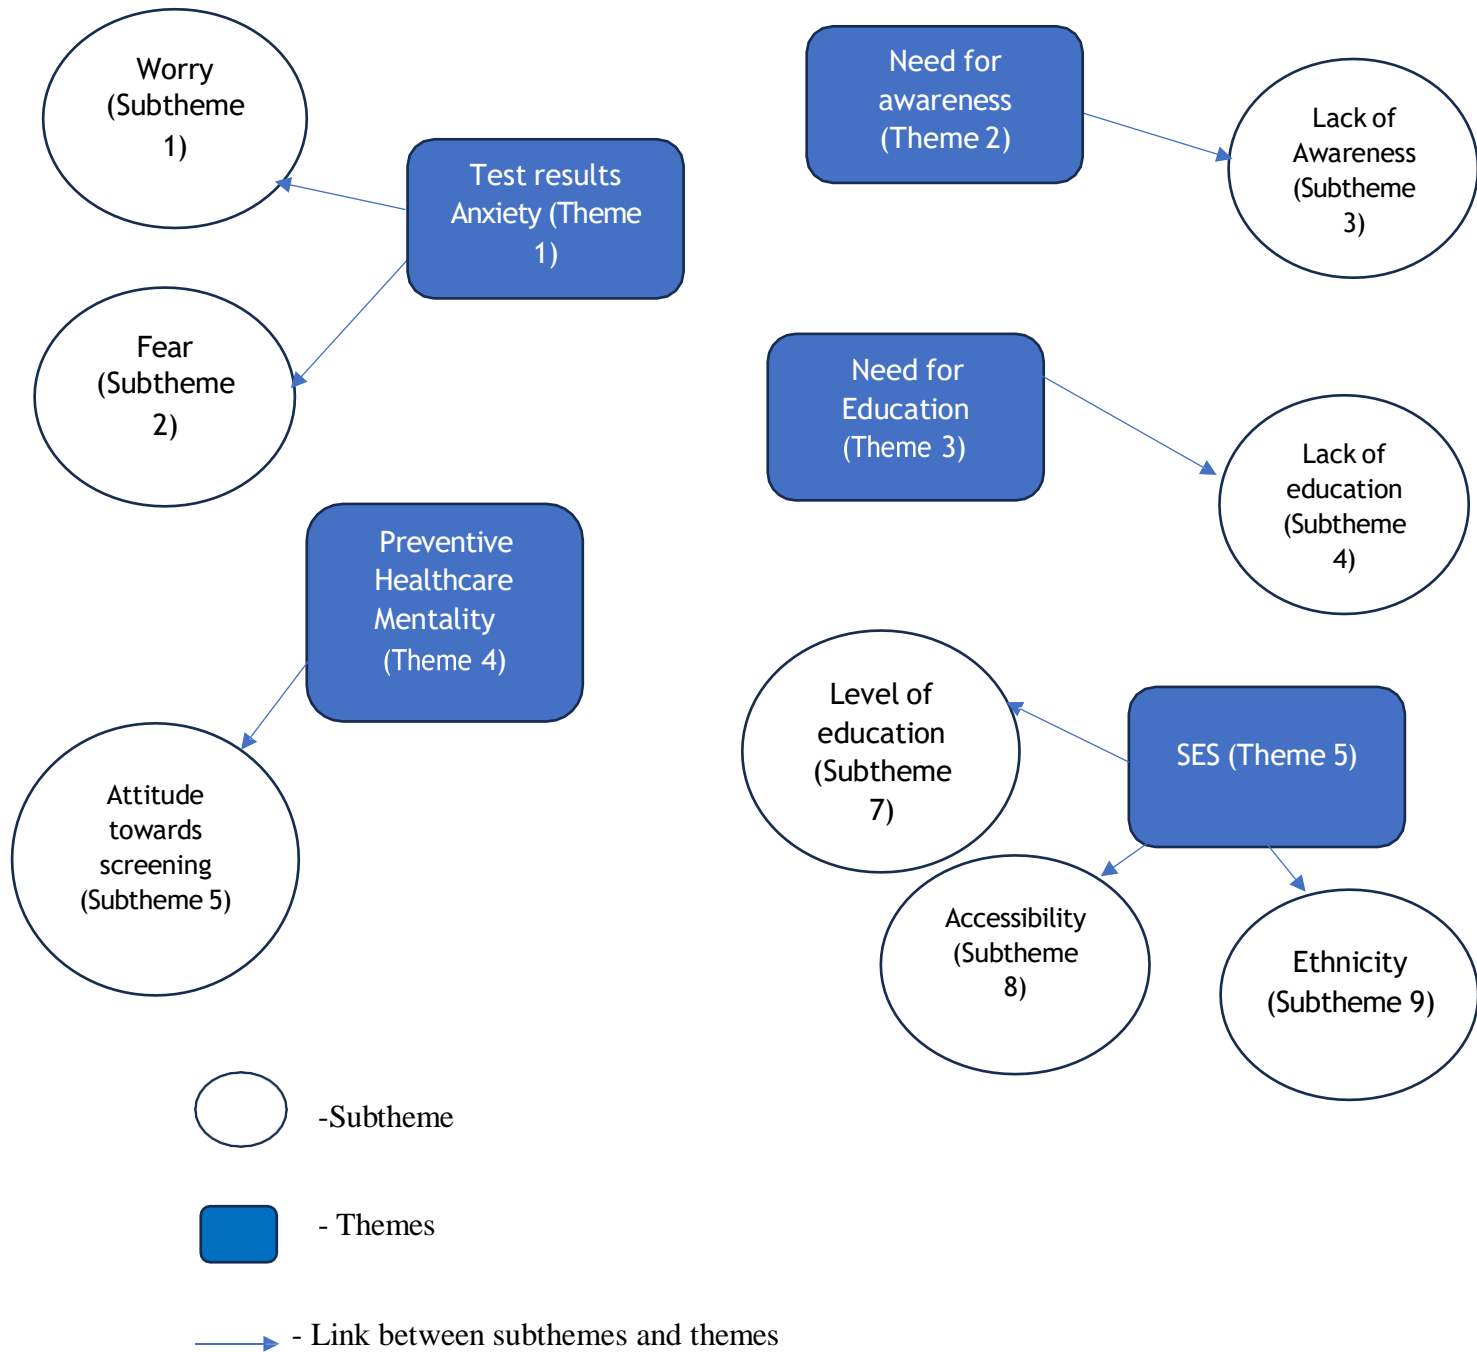 Worry
(Subtheme
1)
Test results
Anxiety (Theme
1)
Fear
(Subtheme
2)
Need for
awareness
(Theme 2)
Lack of
Awareness
(Subtheme
3)
Need for
Education
(Theme 3)
Lack of
education
(Subtheme
4)
Preventive
Healthcare
Mentality
(Theme 4)
Attitude
towards
screening
(Subtheme 5)
Level of
education
(Subtheme
7)
SES (Theme 5)
Accessibility
(Subtheme
8)
Ethnicity
(Subtheme 9)
-Subtheme
- Themes
- Link between subthemes and themes